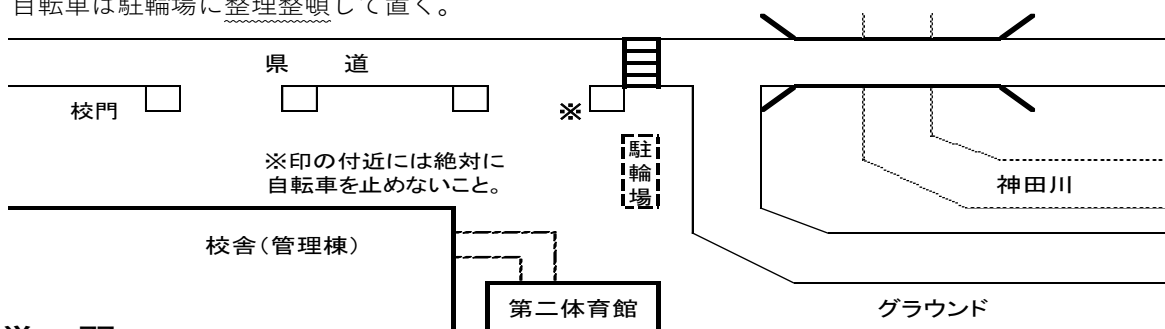 自転車は駐輪場に整理整頓して置く。
県　道
校門
※
※印の付近には絶対に
自転車を止めないこと。
駐輪場
神田川
校舎(管理棟)
第二体育館
グラウンド